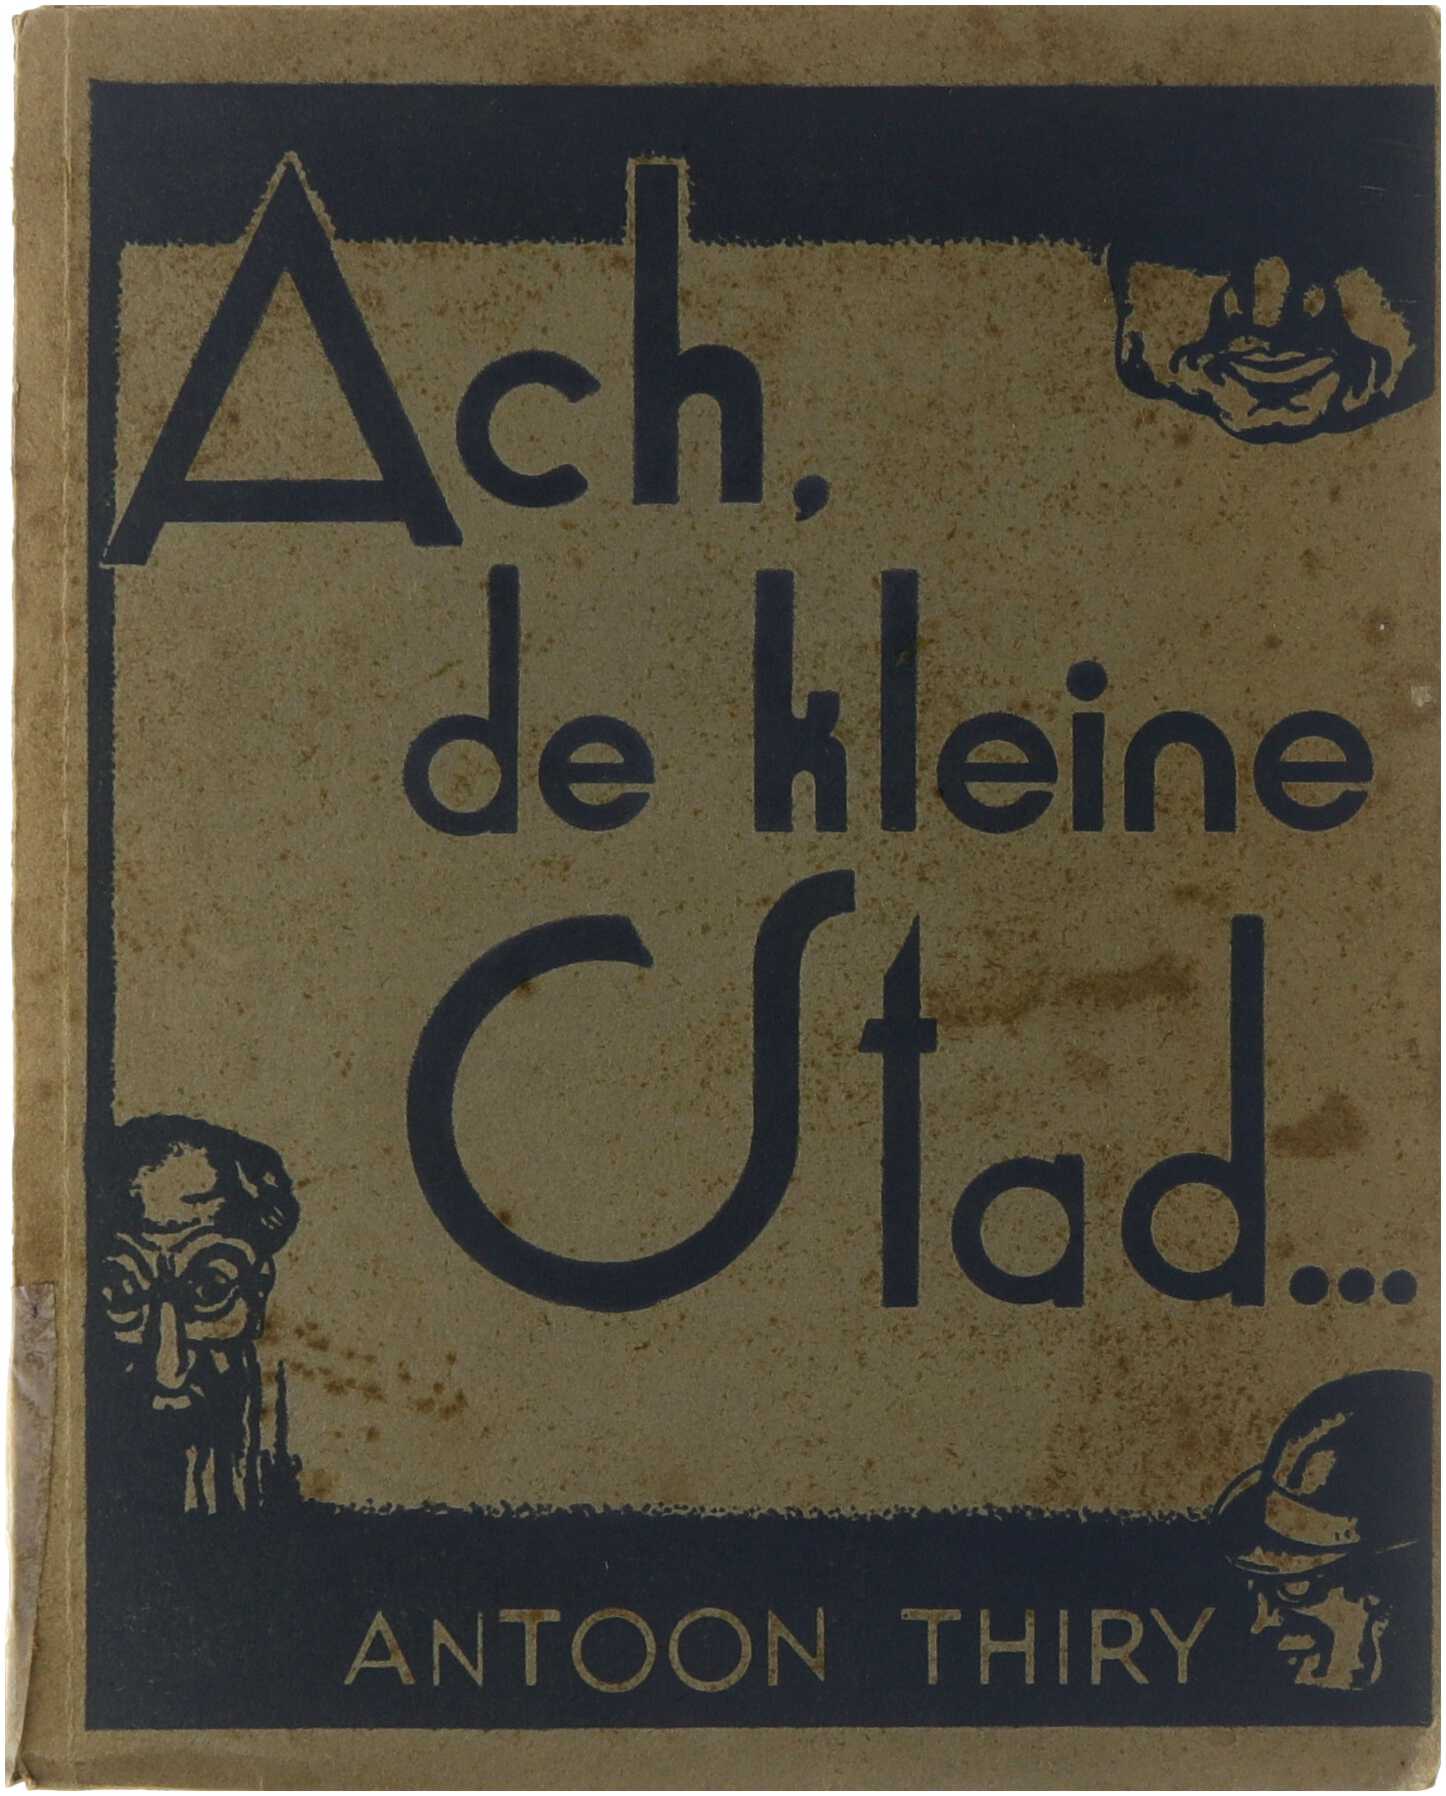 Ach,
de kleine
Stad...
ANTOON THIRY